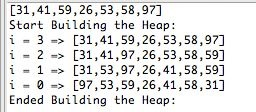 [31,41,59,26,53,58,97]
Start Building the Heap:
i = 3 => [31,41,59,26,53,58,97]
i = 2 => [31,41,97,26,53,58,59]
i = 1 => [31,53,97,26,41,58,59]
i = 0 => [97,53,59,26,41,58,31]
Ended Building the Heap: